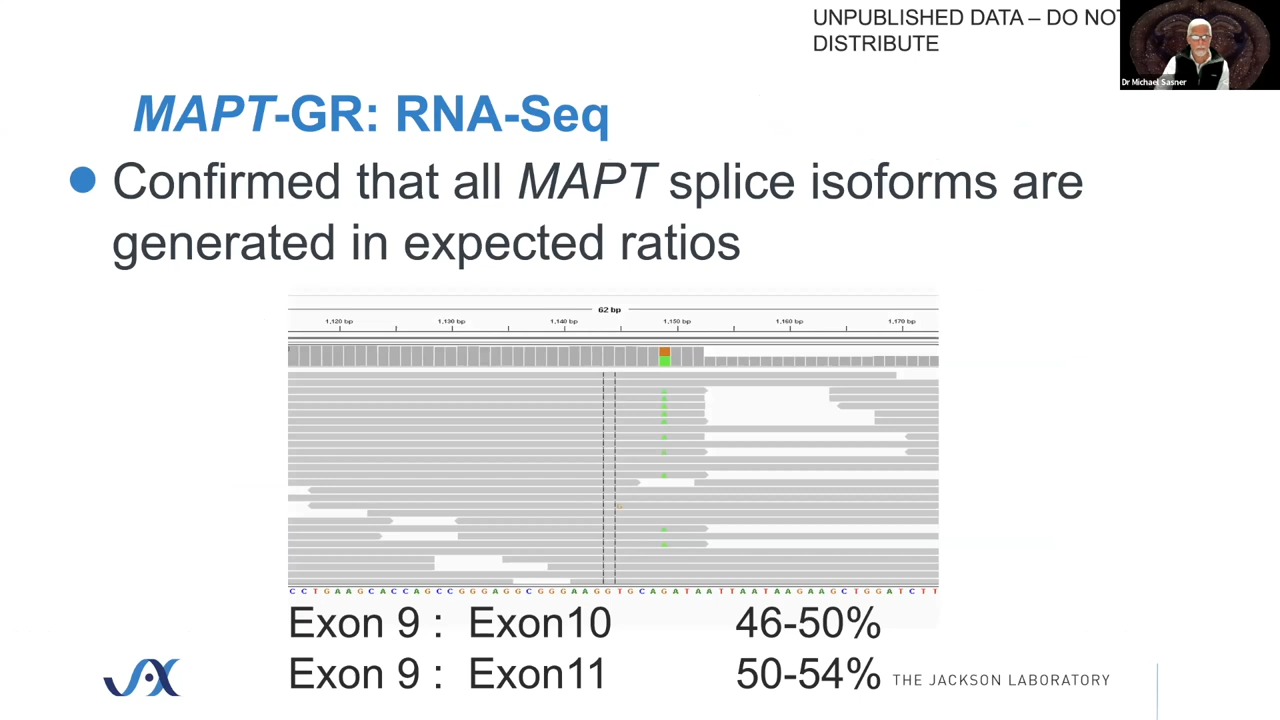 UNPUBLISHED DATA – DO NOT
DISTRIBUTE
Dr Michael Sasner
MAPT-GR: RNA-Seq
Confirmed that all MAPT splice isoforms are
generated in expected ratios
62 bp
1,120 bp 1,130 bp 1,140 bp 1,150 bp 1,160 bp 1,170 bp
G
CCTGAAGCACCAGCCGGGAGGCGGGAAGGTGCAGATAATTAATAAGAAGCTGGATCTT
Exon 9 : Exon10 46-50%
Exon 9 : Exon11 50-54%
JAX
THE JACKSON LABORATORY